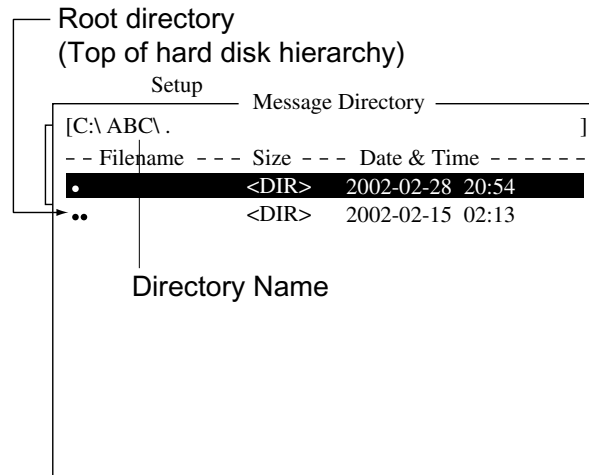 Root directory
(Top of hard disk hierarchy)
Setup
Message Directory
[C:\ ABC\ . ]
- - Filename - - - Size - - - Date & Time - - - - - -
• <DIR> 2002-02-28 20:54
•• <DIR> 2002-02-15 02:13
Directory Name